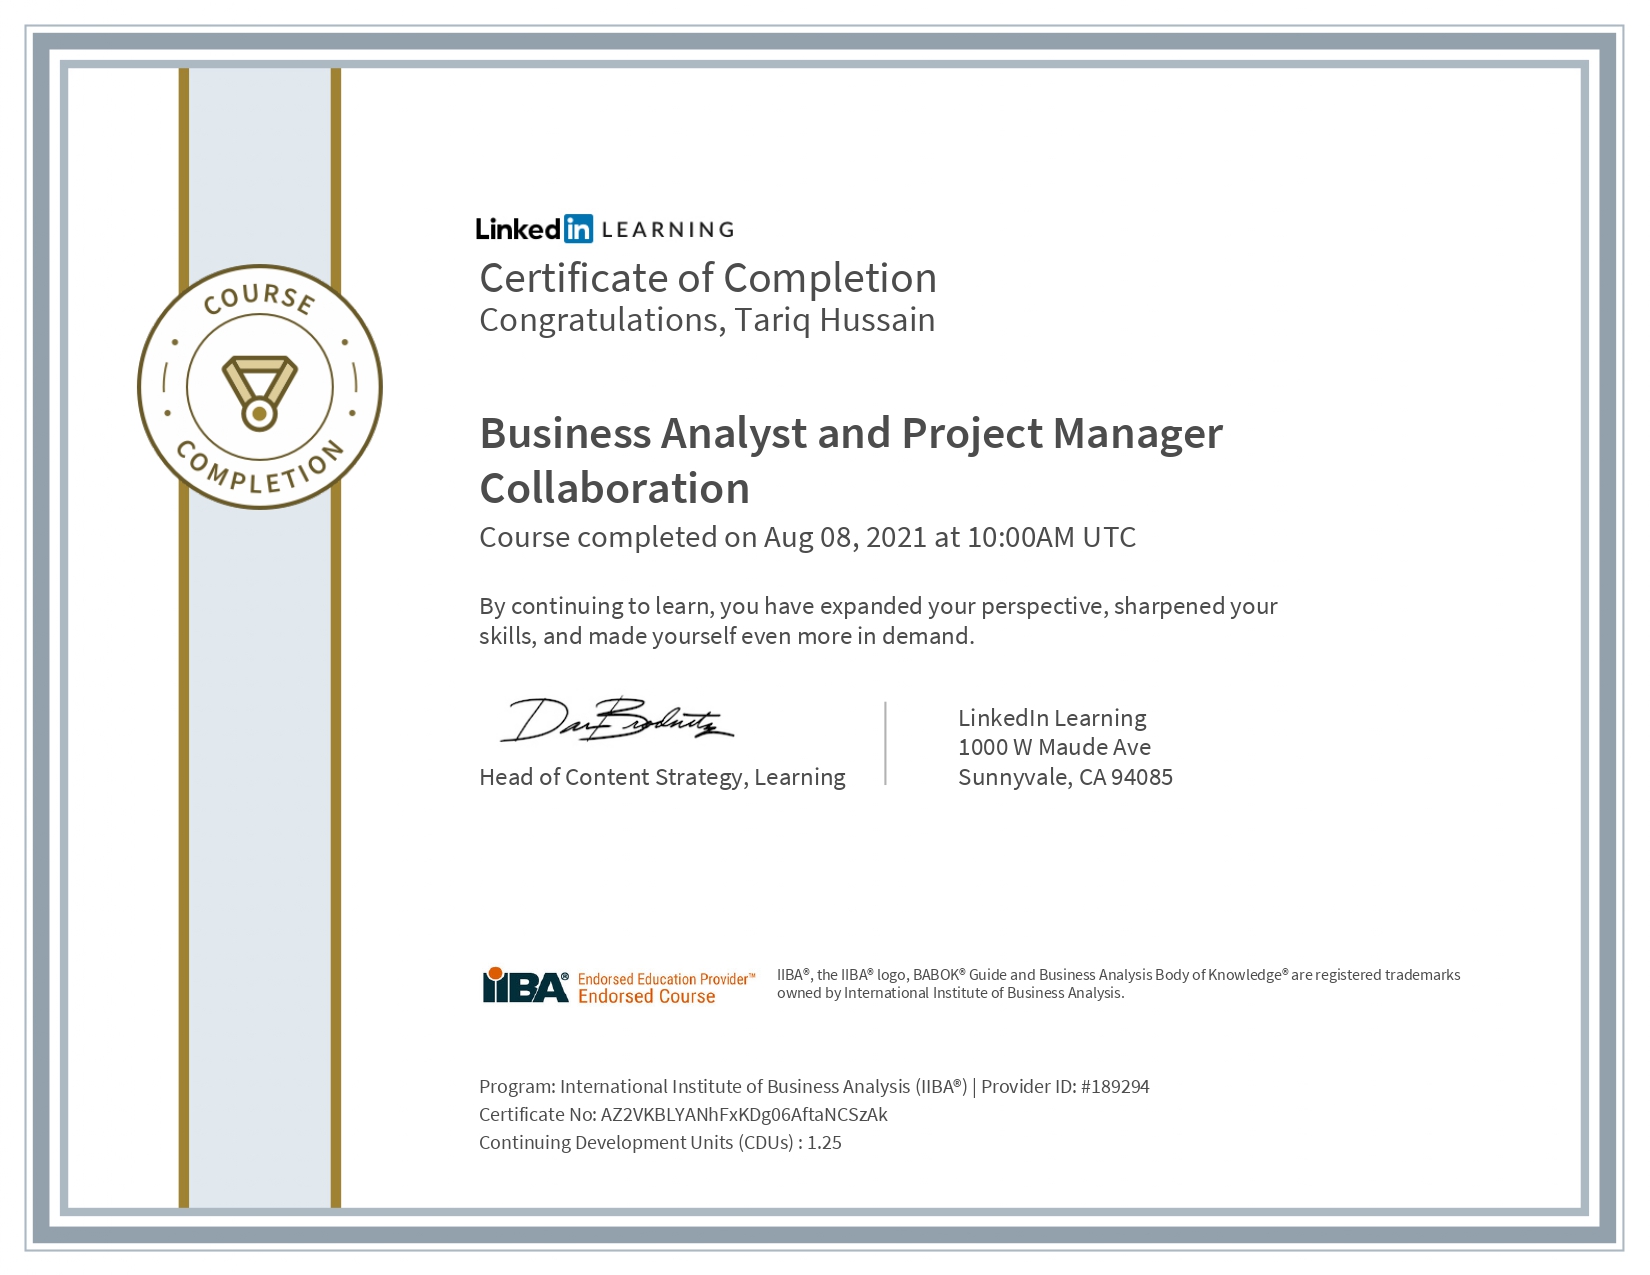 COURSE
COMPLETION
Linked in LEARNING
Certificate of Completion
Congratulations, Tariq Hussain
Business Analyst and Project Manager
Collaboration
Course completed on Aug 08, 2021 at 10:00AM UTC
By continuing to learn, you have expanded your perspective, sharpened your
skills, and made yourself even more in demand.
Dan Brodnitz
Head of Content Strategy, Learning
LinkedIn Learning
1000 W Maude Ave
Sunnyvale, CA 94085
IIBA® Endorsed Education Provider™
Endorsed Course
IIBA®, the IIBA® logo, BABOK® Guide and Business Analysis Body of Knowledge® are registered trademarks
owned by International Institute of Business Analysis.
Program: International Institute of Business Analysis (IIBA®) | Provider ID: #189294
Certificate No: AZ2VKBLYANhFxKDg06AftaNCSzAk
Continuing Development Units (CDUs) : 1.25